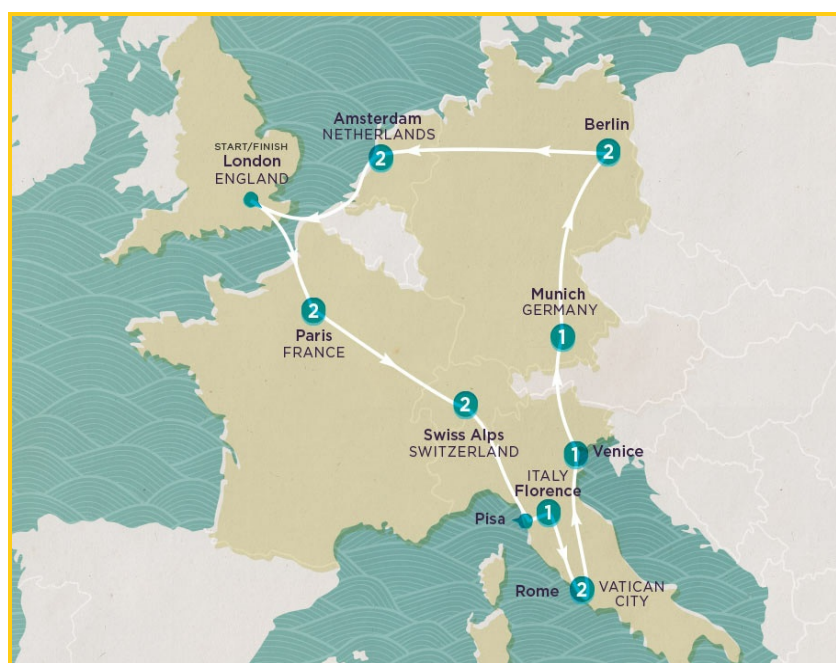 Amsterdam
NETHERLANDS
2
Berlin
2
START/FINISH
London
ENGLAND
2
Paris
FRANCE
Munich
GERMANY
1
2
Swiss Alps
SWITZERLAND
1
Venice
ITALY
Florence
1
Pisa
Rome
2
VATICAN
CITY